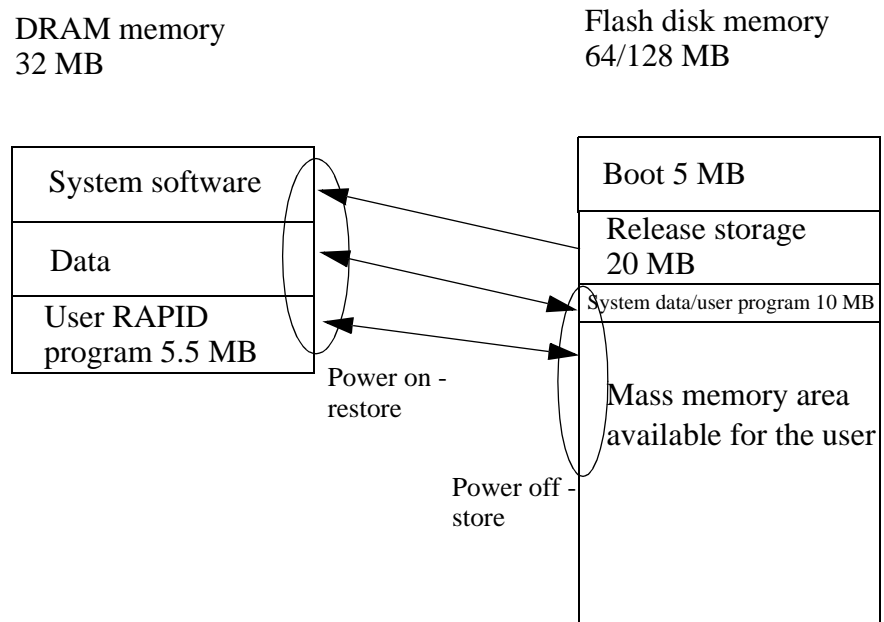 DRAM memory
32 MB
Flash disk memory
64/128 MB
System software
Data
User RAPID
program 5.5 MB
Boot 5 MB
Release storage
20 MB
System data/user program 10 MB
Mass memory area
available for the user
Power on -
restore
Power off -
store